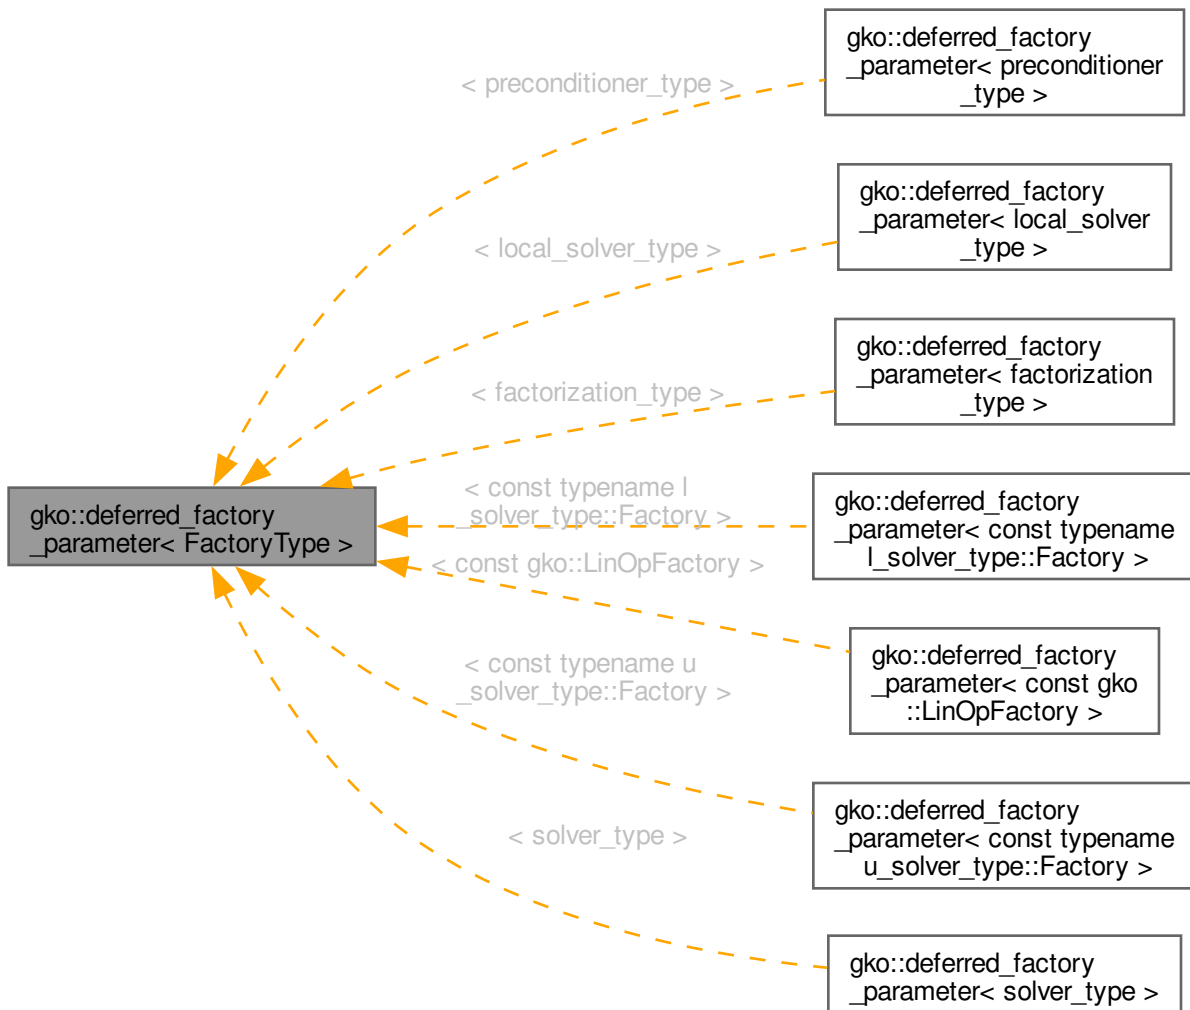 gko::deferred_factory
_parameter< preconditioner
_type >
< preconditioner_type >
gko::deferred_factory
_parameter< local_solver
_type >
< local_solver_type >
gko::deferred_factory
_parameter< factorization
_type >
< factorization_type >
gko::deferred_factory
_parameter< FactoryType >
< const typename l
_solver_type::Factory >
gko::deferred_factory
_parameter< const typename
l_solver_type::Factory >
< const gko::LinOpFactory >
gko::deferred_factory
_parameter< const gko
::LinOpFactory >
< const typename u
_solver_type::Factory >
gko::deferred_factory
_parameter< const typename
u_solver_type::Factory >
< solver_type >
gko::deferred_factory
_parameter< solver_type >